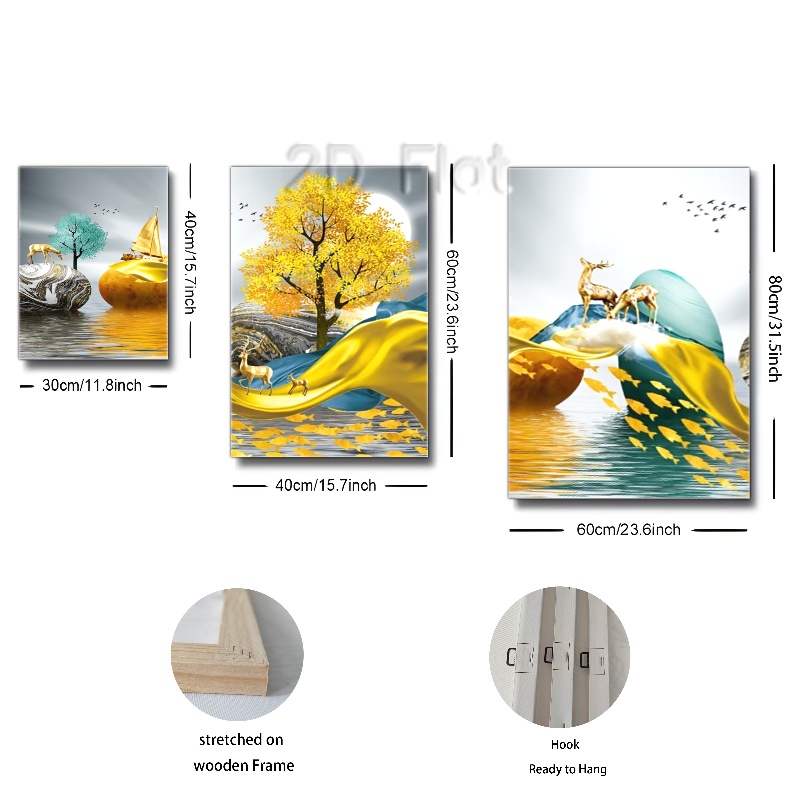 2D Flat
40cm/15.7inch
30cm/11.8inch
60cm/23.6inch
40cm/15.7inch
80cm/31.5inch
60cm/23.6inch
stretched on
wooden Frame
Hook
Ready to Hang